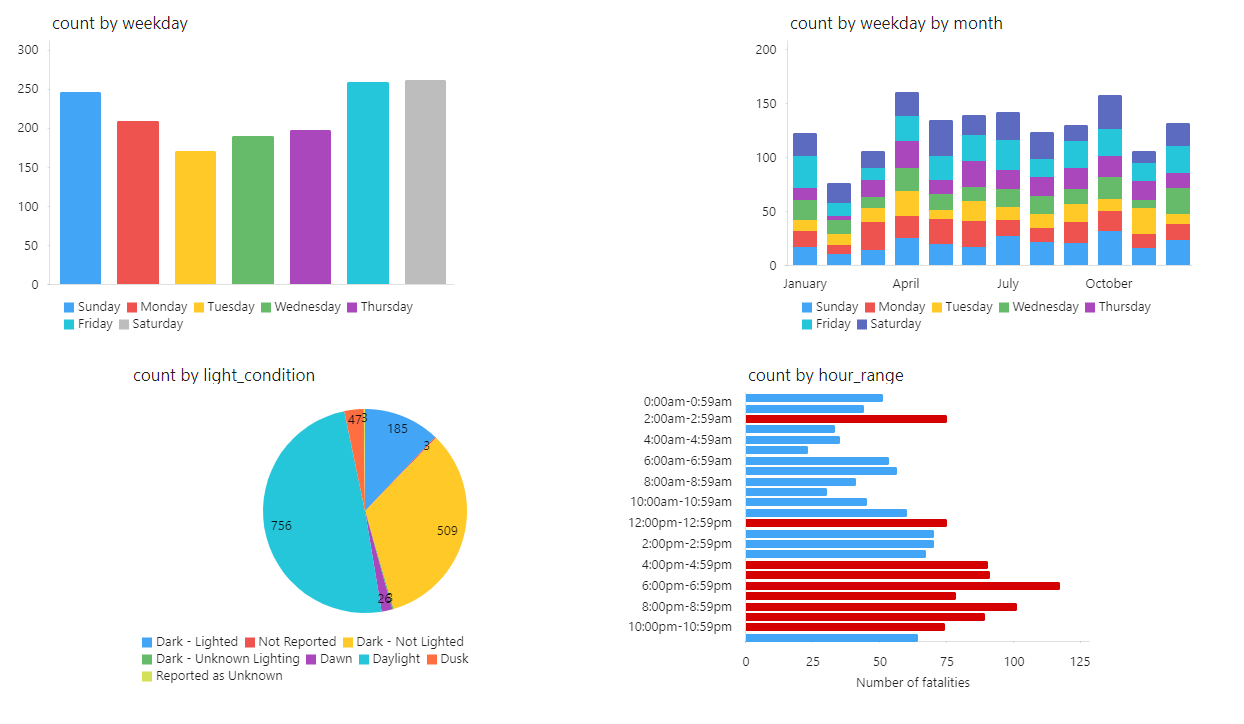 count by weekday
300
250
200
150
100
50
0
Sunday Monday Tuesday Wednesday Thursday
Friday Saturday
count by weekday by month
200
150
100
50
0
January April July October
Sunday Monday Tuesday Wednesday Thursday
Friday Saturday
count by light_condition
47 3 185
3
509
756
26
Dark - Lighted Not Reported Dark - Not Lighted
Dark - Unknown Lighting Dawn Daylight Dusk
Reported as Unknown
count by hour_range
0:00am-0:59am
2:00am-2:59am
4:00am-4:59am
6:00am-6:59am
8:00am-8:59am
10:00am-10:59am
12:00pm-12:59pm
2:00pm-2:59pm
4:00pm-4:59pm
6:00pm-6:59pm
8:00pm-8:59pm
10:00pm-10:59pm
0 25 50 75 100 125
Number of fatalities